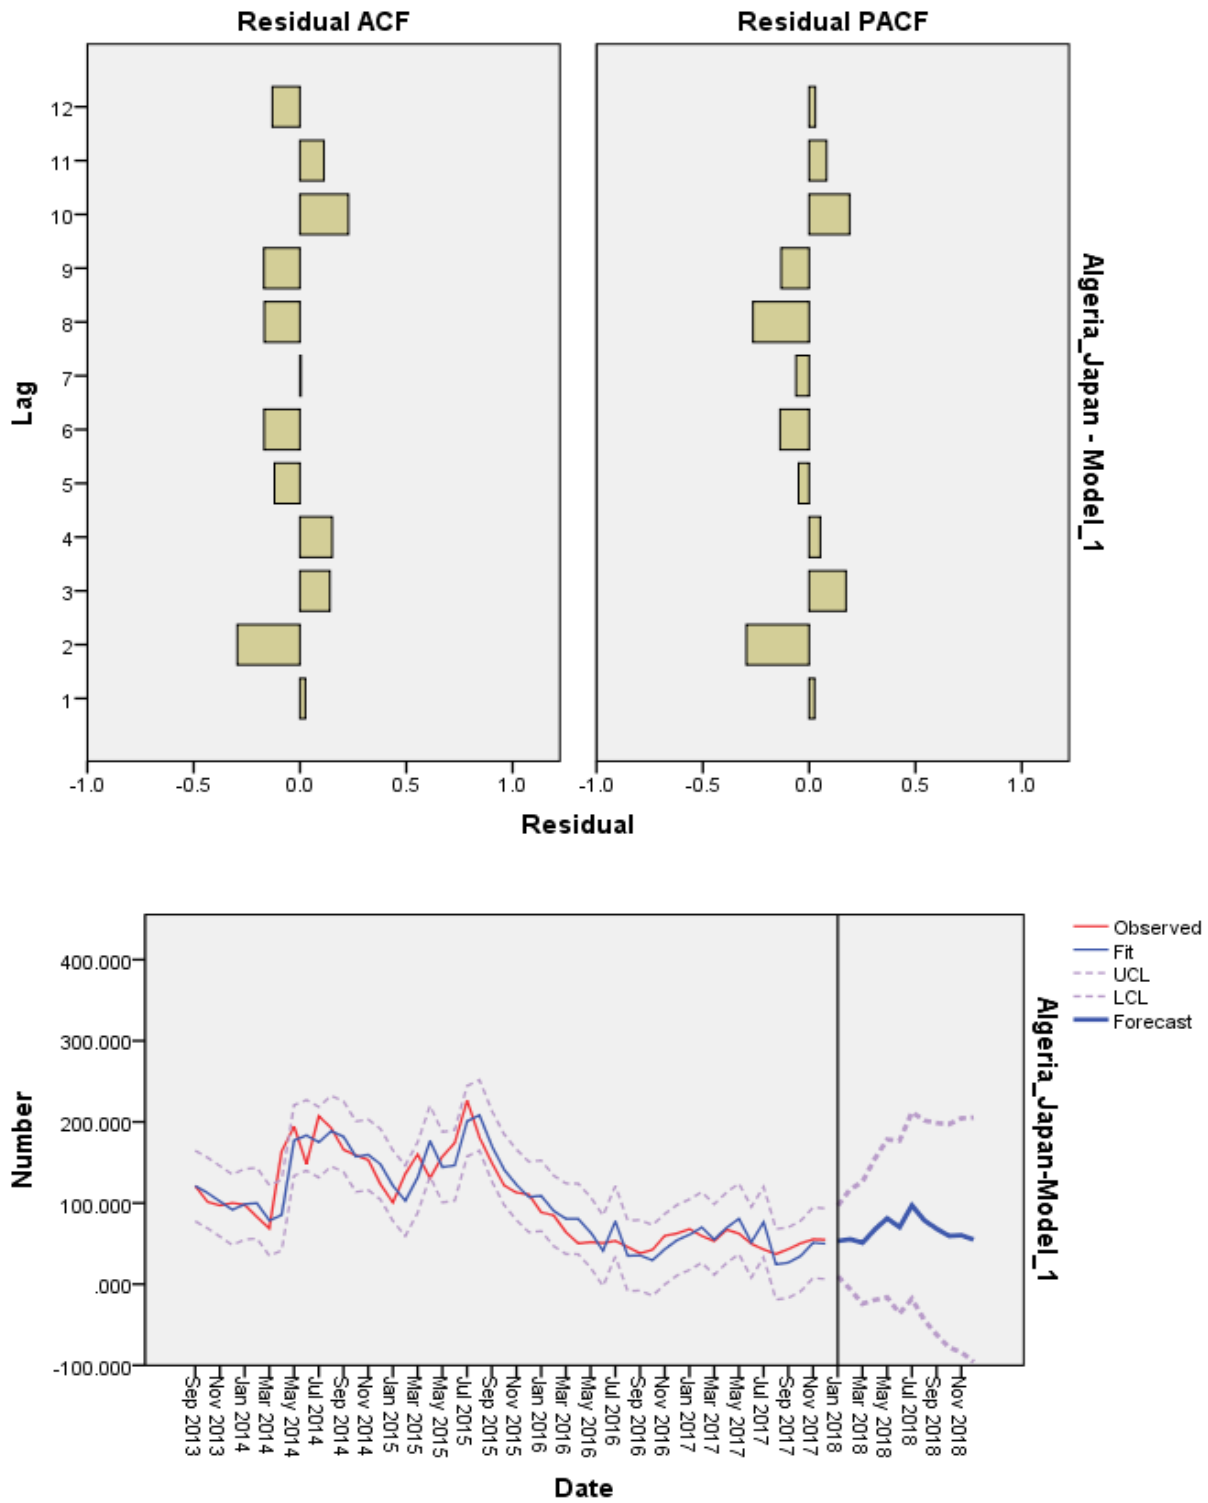 Residual ACF
Residual PACF
Lag
12
11
10
9
8
7
6
5
4
3
2
1
-1.0 -0.5 0.0 0.5 1.0
-1.0 -0.5 0.0 0.5 1.0
Residual
Algeria_Japan - Model_1
Number
400.000
300.000
200.000
100.000
.000
-100.000
Sep 2013
Nov 2013
Jan 2014
Mar 2014
May 2014
Jul 2014
Sep 2014
Nov 2014
Jan 2015
Mar 2015
May 2015
Jul 2015
Sep 2015
Nov 2015
Jan 2016
Mar 2016
May 2016
Jul 2016
Sep 2016
Nov 2016
Jan 2017
Mar 2017
May 2017
Jul 2017
Sep 2017
Nov 2017
Jan 2018
Mar 2018
May 2018
Jul 2018
Sep 2018
Nov 2018
Date
Algeria_Japan-Model_1
Observed
Fit
UCL
LCL
Forecast